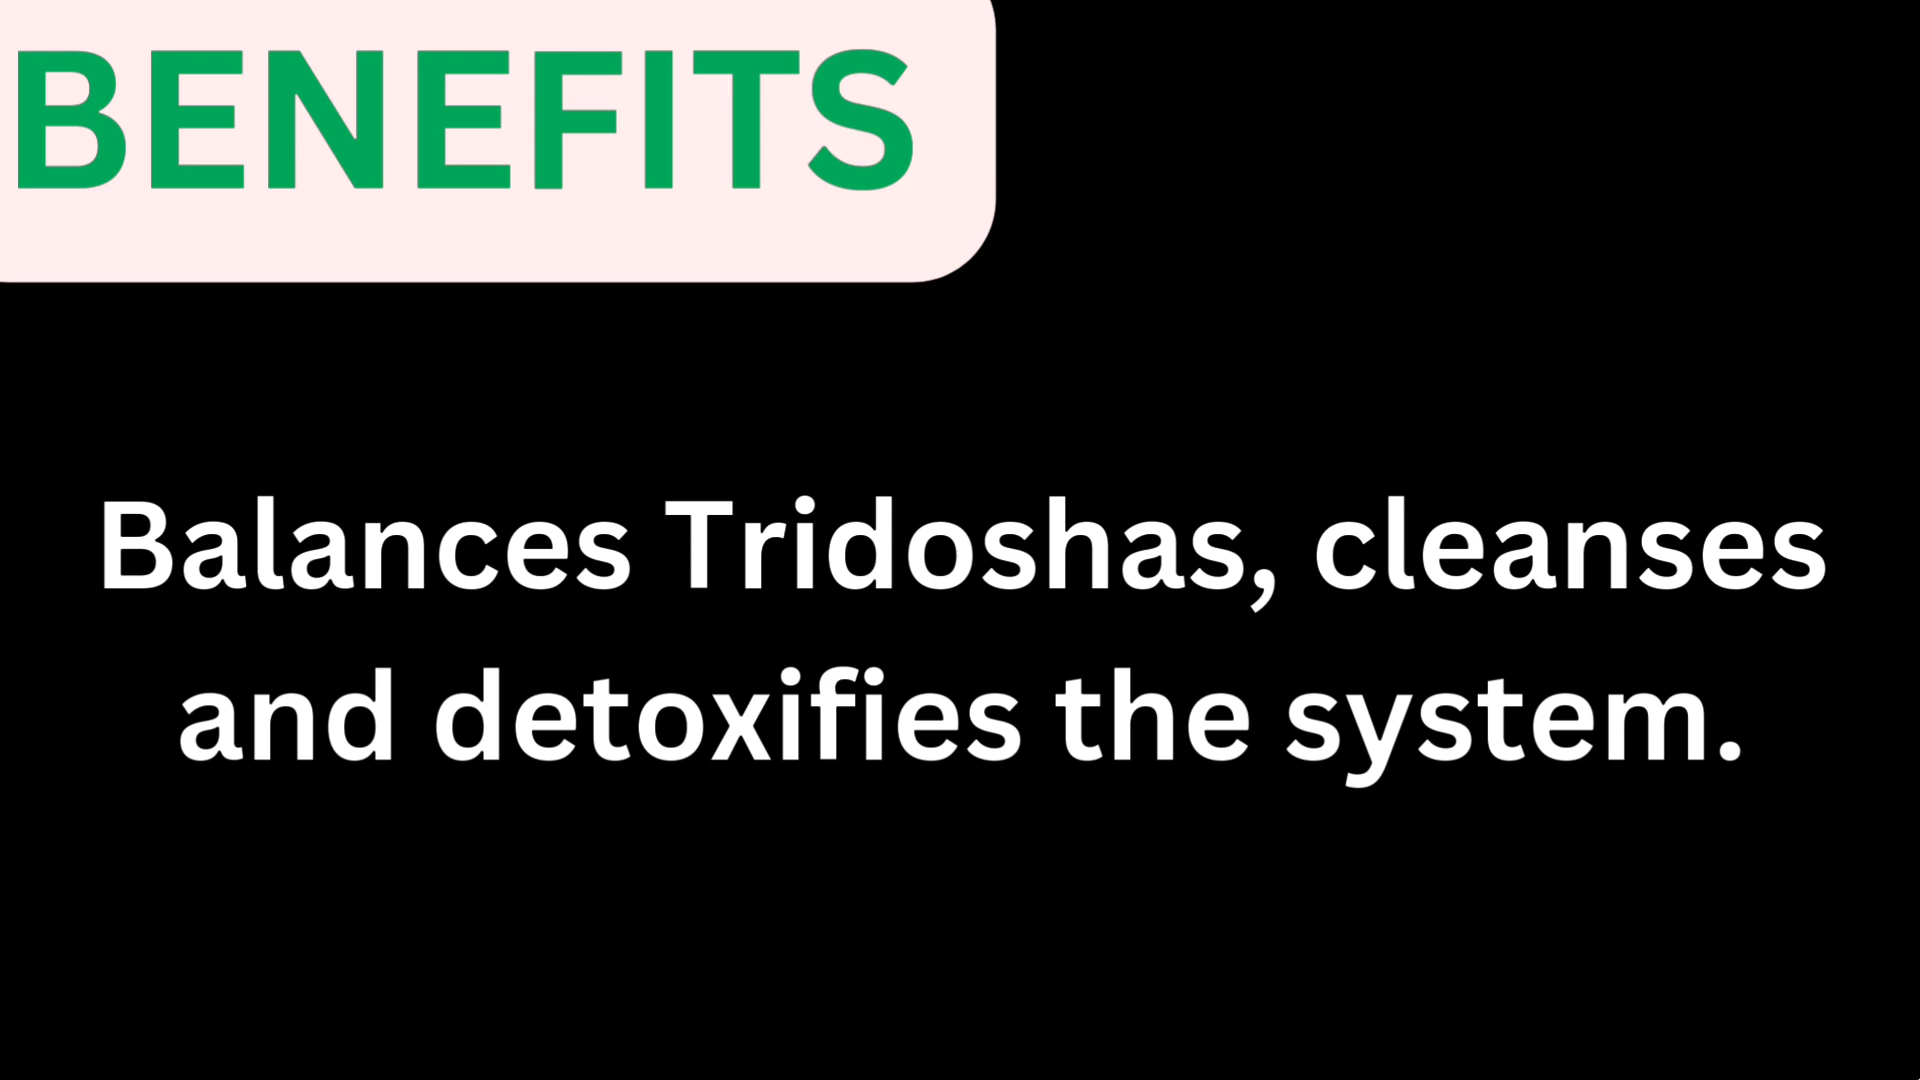 BENEFITS
Balances Tridoshas, cleanses
and detoxifies the system.